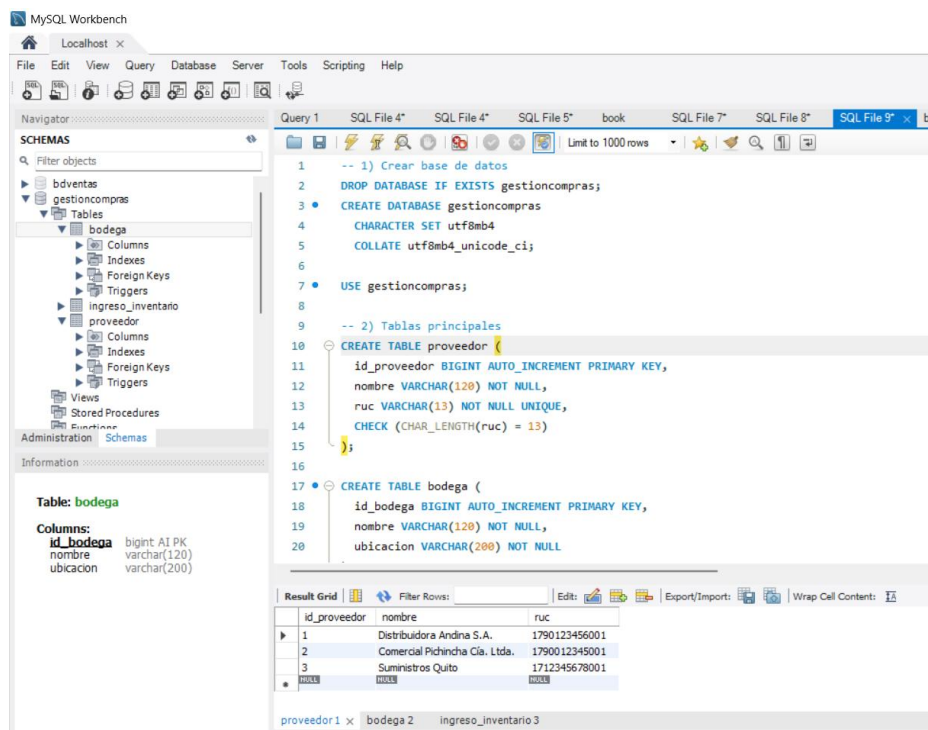 MySQL Workbench
Localhost ×
File Edit View Query Database Server Tools Scripting Help
Navigator
SCHEMAS
Filter objects
bdventas
gestioncompras
Tables
bodega
Columns
Indexes
Foreign Keys
Triggers
ingreso_inventario
proveedor
Columns
Indexes
Foreign Keys
Triggers
Views
Stored Procedures
Functions
Administration Schemas
Information
Table: bodega
Columns:
id_bodega bigint AI PK
nombre varchar(120)
ubicacion varchar(200)
Query 1 SQL File 4* SQL File 4* SQL File 5* book SQL File 7* SQL File 8* SQL File 9* × b
Limit to 1000 rows
1 -- 1) Crear base de datos
2 DROP DATABASE IF EXISTS gestioncompras;
3 CREATE DATABASE gestioncompras
4 CHARACTER SET utf8mb4
5 COLLATE utf8mb4_unicode_ci;
6
7 USE gestioncompras;
8
9 -- 2) Tablas principales
10 CREATE TABLE proveedor (
11 id_proveedor BIGINT AUTO_INCREMENT PRIMARY KEY,
12 nombre VARCHAR(120) NOT NULL,
13 ruc VARCHAR(13) NOT NULL UNIQUE,
14 CHECK (CHAR_LENGTH(ruc) = 13)
15 );
16
17 CREATE TABLE bodega (
18 id_bodega BIGINT AUTO_INCREMENT PRIMARY KEY,
19 nombre VARCHAR(120) NOT NULL,
20 ubicacion VARCHAR(200) NOT NULL
Result Grid Filter Rows: Edit: Export/Import: Wrap Cell Content: IA
id_proveedor nombre ruc
1 Distribuidora Andina S.A. 1790123456001
2 Comercial Pichincha Cía. Ltda. 1790012345001
3 Suministros Quito 1712345678001
NULL NULL NULL
proveedor 1 × bodega 2 ingreso_inventario 3